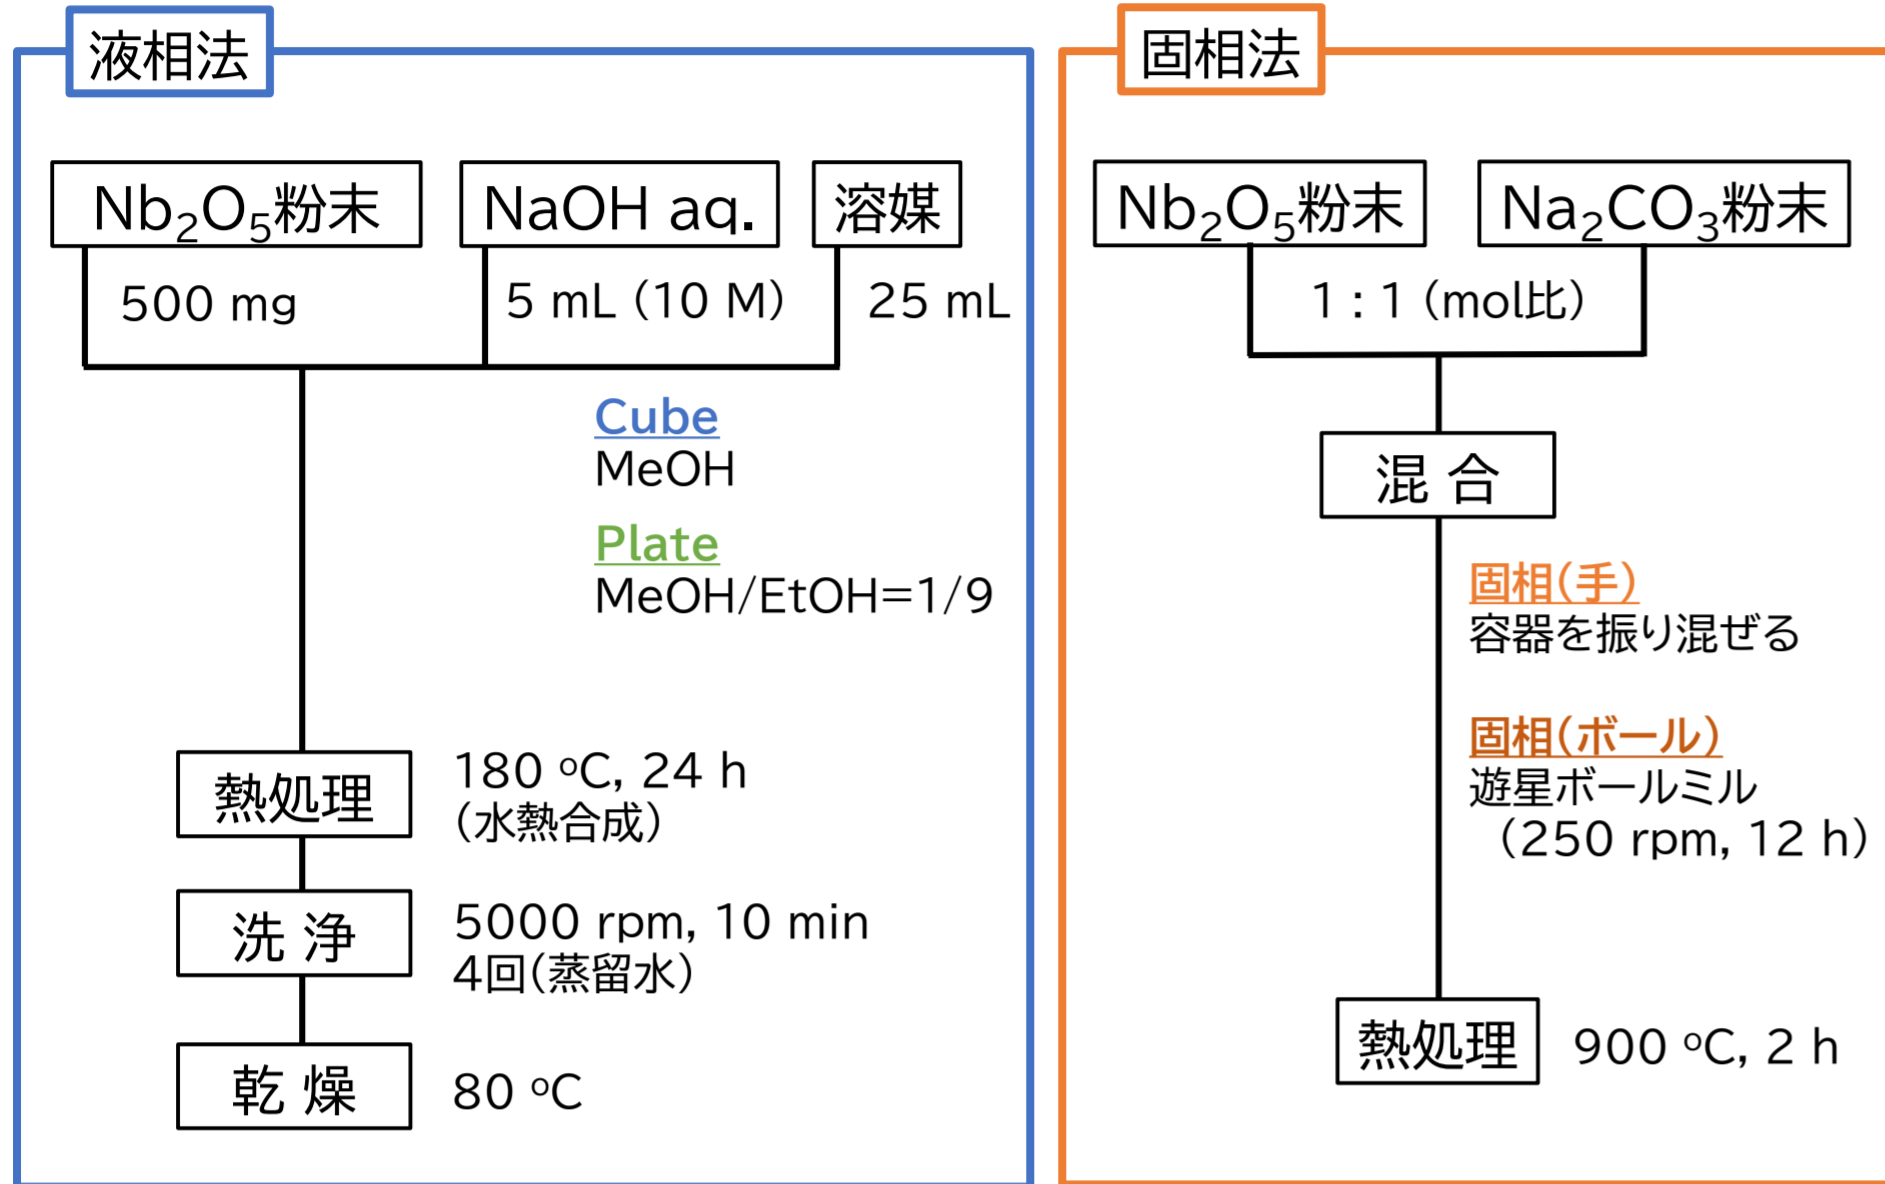 液相法
Nb₂O₅粉末
NaOH aq.
溶媒
500 mg
5 mL (10 M)
25 mL
Cube
MeOH
Plate
MeOH/EtOH=1/9
熱処理
180 ºC, 24 h
(水熱合成)
洗 浄
5000 rpm, 10 min
4回(蒸留水)
乾 燥
80 ºC
固相法
Nb₂O₅粉末
Na₂CO₃粉末
1 : 1 (mol比)
混 合
固相(手)
容器を振り混ぜる
固相(ボール)
遊星ボールミル
(250 rpm, 12 h)
熱処理
900 ºC, 2 h